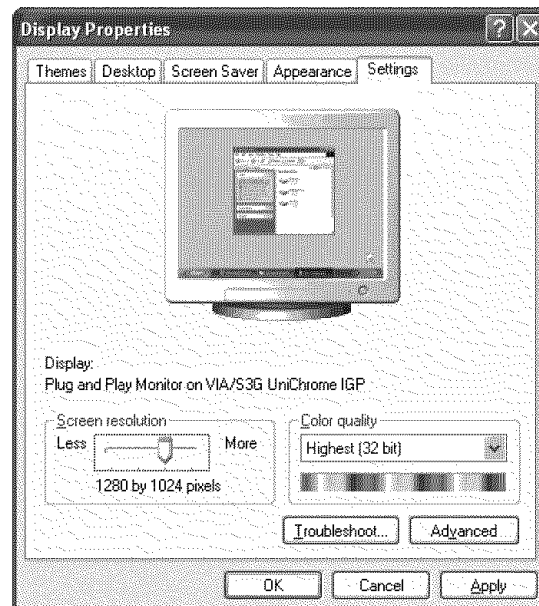 Display Properties
Themes Desktop Screen Saver Appearance Settings
Display:
Plug and Play Monitor on VIA/S3G UniChrome IGP
Screen resolution
Less More
1280 by 1024 pixels
Color quality
Highest (32 bit)
Troubleshoot... Advanced
OK Cancel Apply